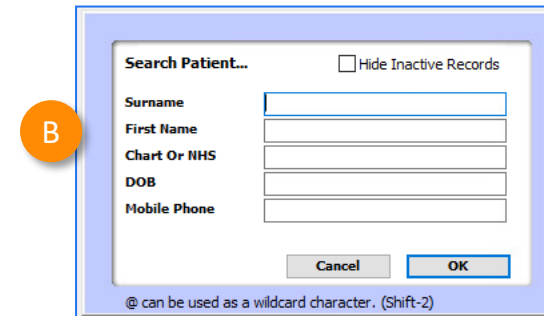 Search Patient...
Hide Inactive Records
Surname
First Name
B
Chart Or NHS
DOB
Mobile Phone
Cancel
OK
@ can be used as a wildcard character. (Shift-2)